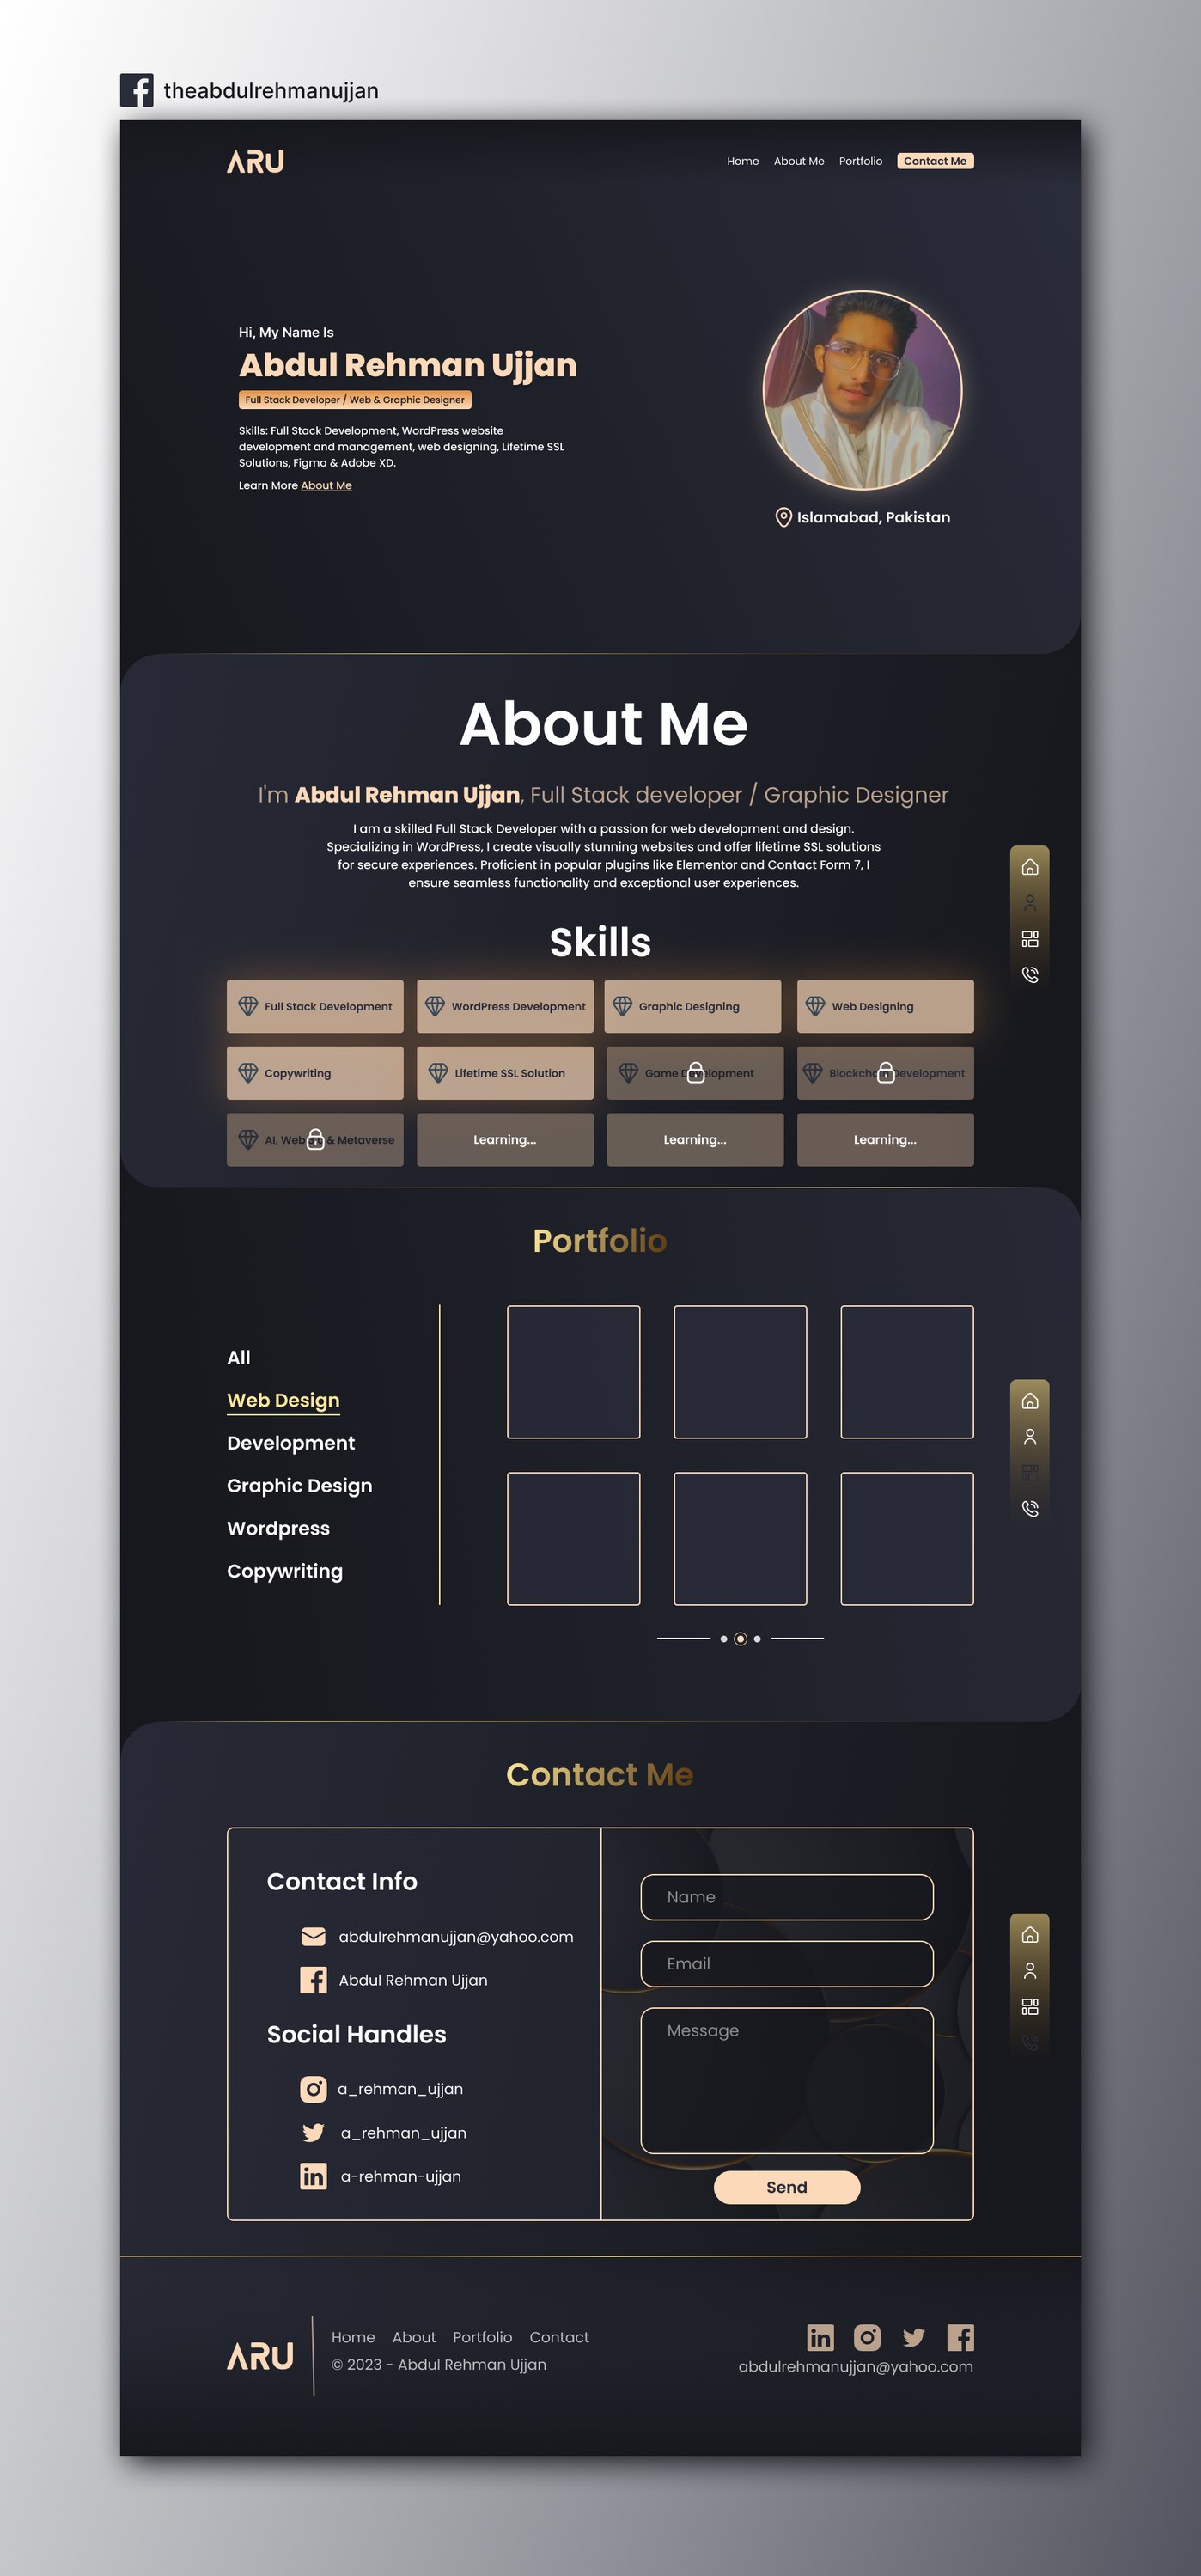 theabdulrehmanujjan
ARU
Home About Me Portfolio Contact Me
Hi, My Name Is
Abdul Rehman Ujjan
Full Stack Developer / Web & Graphic Designer
Skills: Full Stack Development, WordPress website
development and management, web designing, Lifetime SSL
Solutions, Figma & Adobe XD.
Learn More About Me
Islamabad, Pakistan
About Me
I'm Abdul Rehman Ujjan, Full Stack developer / Graphic Designer
I am a skilled Full Stack Developer with a passion for web development and design.
Specializing in WordPress, I create visually stunning websites and offer lifetime SSL solutions
for secure experiences. Proficient in popular plugins like Elementor and Contact Form 7, I
ensure seamless functionality and exceptional user experiences.
Skills
Full Stack Development WordPress Development Graphic Designing Web Designing
Copywriting Lifetime SSL Solution Game Development Blockchain Development
AI, Web & Metaverse Learning... Learning... Learning...
Portfolio
All
Web Design
Development
Graphic Design
Wordpress
Copywriting
Contact Me
Contact Info
abdulrehmanujjan@yahoo.com
Abdul Rehman Ujjan
Social Handles
a_rehman_ujjan
a_rehman_ujjan
a-rehman-ujjan
Name
Email
Message
Send
ARU
Home About Portfolio Contact
© 2023 - Abdul Rehman Ujjan
abdulrehmanujjan@yahoo.com